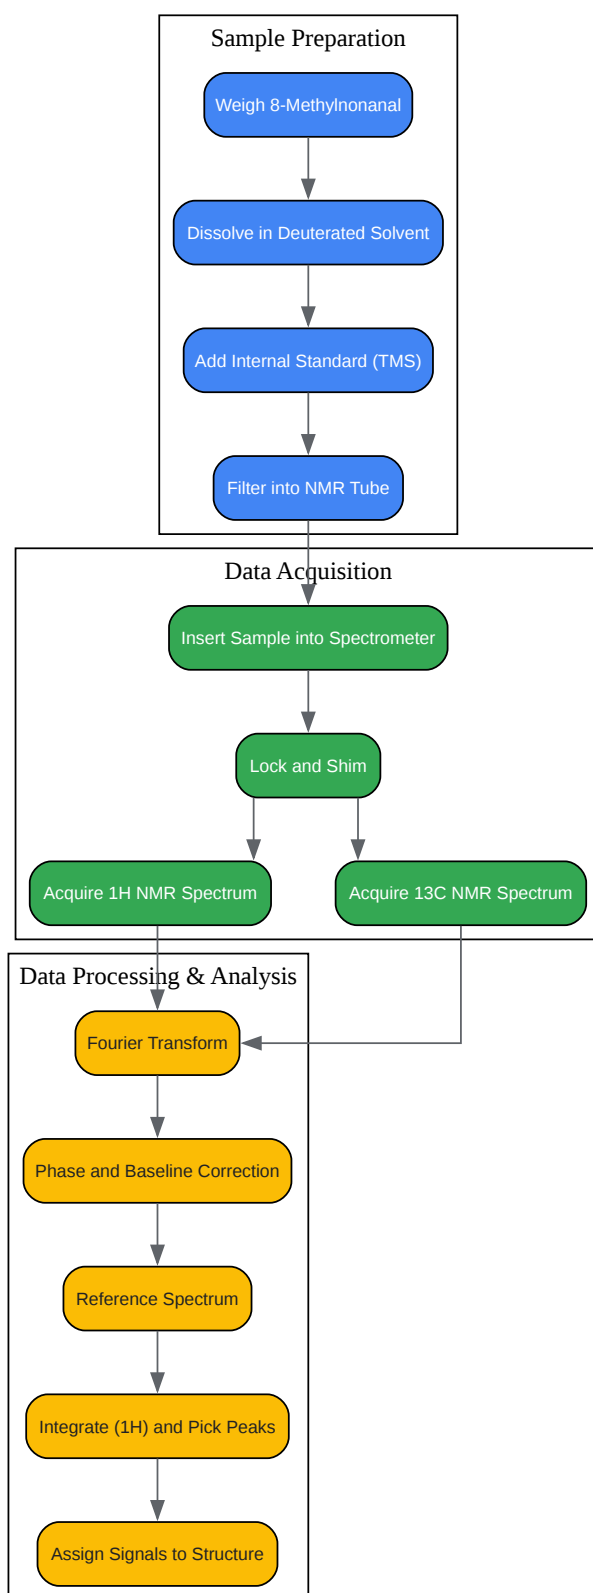 Sample Preparation
Weigh 8-Methylnonanal
Dissolve in Deuterated Solvent
Add Internal Standard (TMS)
Filter into NMR Tube
Data Acquisition
Insert Sample into Spectrometer
Lock and Shim
Acquire 1H NMR Spectrum
Acquire 13C NMR Spectrum
Data Processing & Analysis
Fourier Transform
Phase and Baseline Correction
Reference Spectrum
Integrate (1H) and Pick Peaks
Assign Signals to Structure